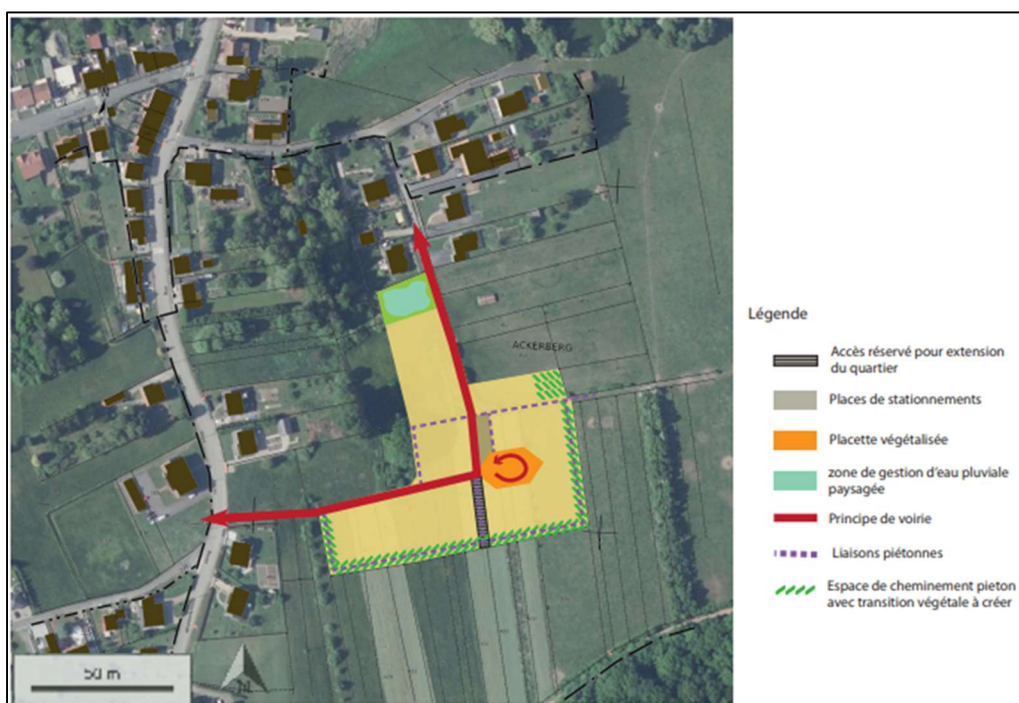 ACKERBERG
50 m
N
Légende
Accès réservé pour extension
du quartier
Places de stationnements
Placette végétalisée
zone de gestion d'eau pluviale
paysagée
Principe de voirie
Liaisons piétonnes
Espace de cheminement pieton
avec transition végétale à créer